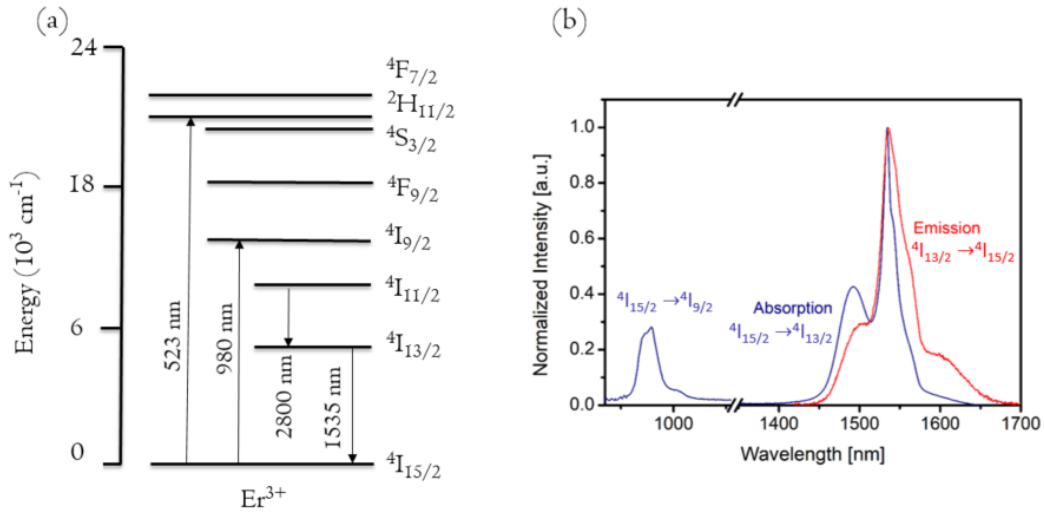 (a)
24
18
6
0
Energy (10³ cm⁻¹)
⁴F₇/₂
²H₁₁/₂
⁴S₃/₂
⁴F₉/₂
⁴I₉/₂
⁴I₁₁/₂
⁴I₁₃/₂
⁴I₁₅/₂
523 nm
980 nm
2800 nm
1535 nm
Er³⁺
(b)
Normalized Intensity [a.u.]
1.0
0.8
0.6
0.4
0.2
0.0
⁴I₁₅/₂ →⁴I₉/₂
Absorption
⁴I₁₅/₂ →⁴I₁₃/₂
Emission
⁴I₁₃/₂ →⁴I₁₅/₂
1000
1400
1500
1600
1700
Wavelength [nm]